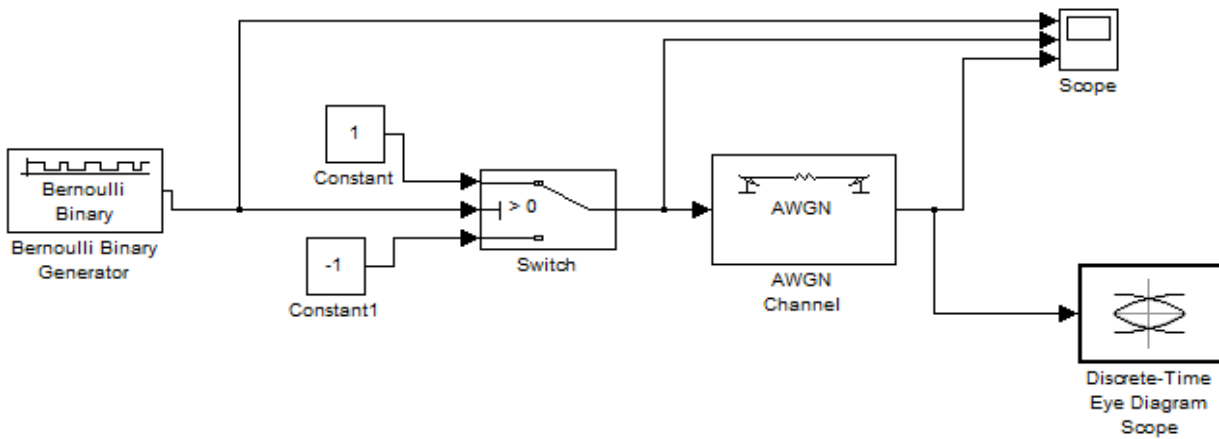 Scope
1
Constant
Bernoulli
Binary
Bernoulli Binary
Generator
> 0
Switch
-1
Constant1
AWGN
AWGN
Channel
Discrete-Time
Eye Diagram
Scope